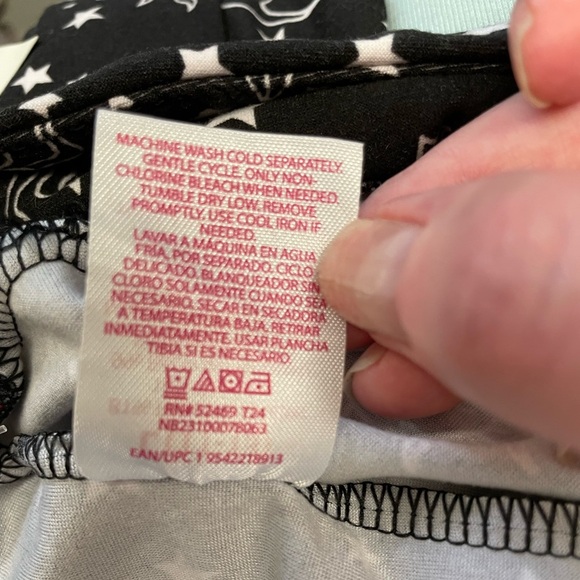 MACHINE WASH COLD SEPARATELY.
GENTLE CYCLE. ONLY NON-
CHLORINE BLEACH WHEN NEEDED.
TUMBLE DRY LOW. REMOVE
PROMPTLY. USE COOL IRON IF
NEEDED.
LAVAR A MÁQUINA EN AGUA
FRÍA, POR SEPARADO. CICLO
DELICADO. BLANQUEADOR SIN
CLORO SOLAMENTE CUANDO SEA
NECESARIO. SECAR EN SECADORA
A TEMPERATURA BAJA. RETIRAR
INMEDIATAMENTE. USAR PLANCHA
TIBIA SI ES NECESARIO
RN# 52469 T24
NB23100078063
EAN/UPC 1 9542218913